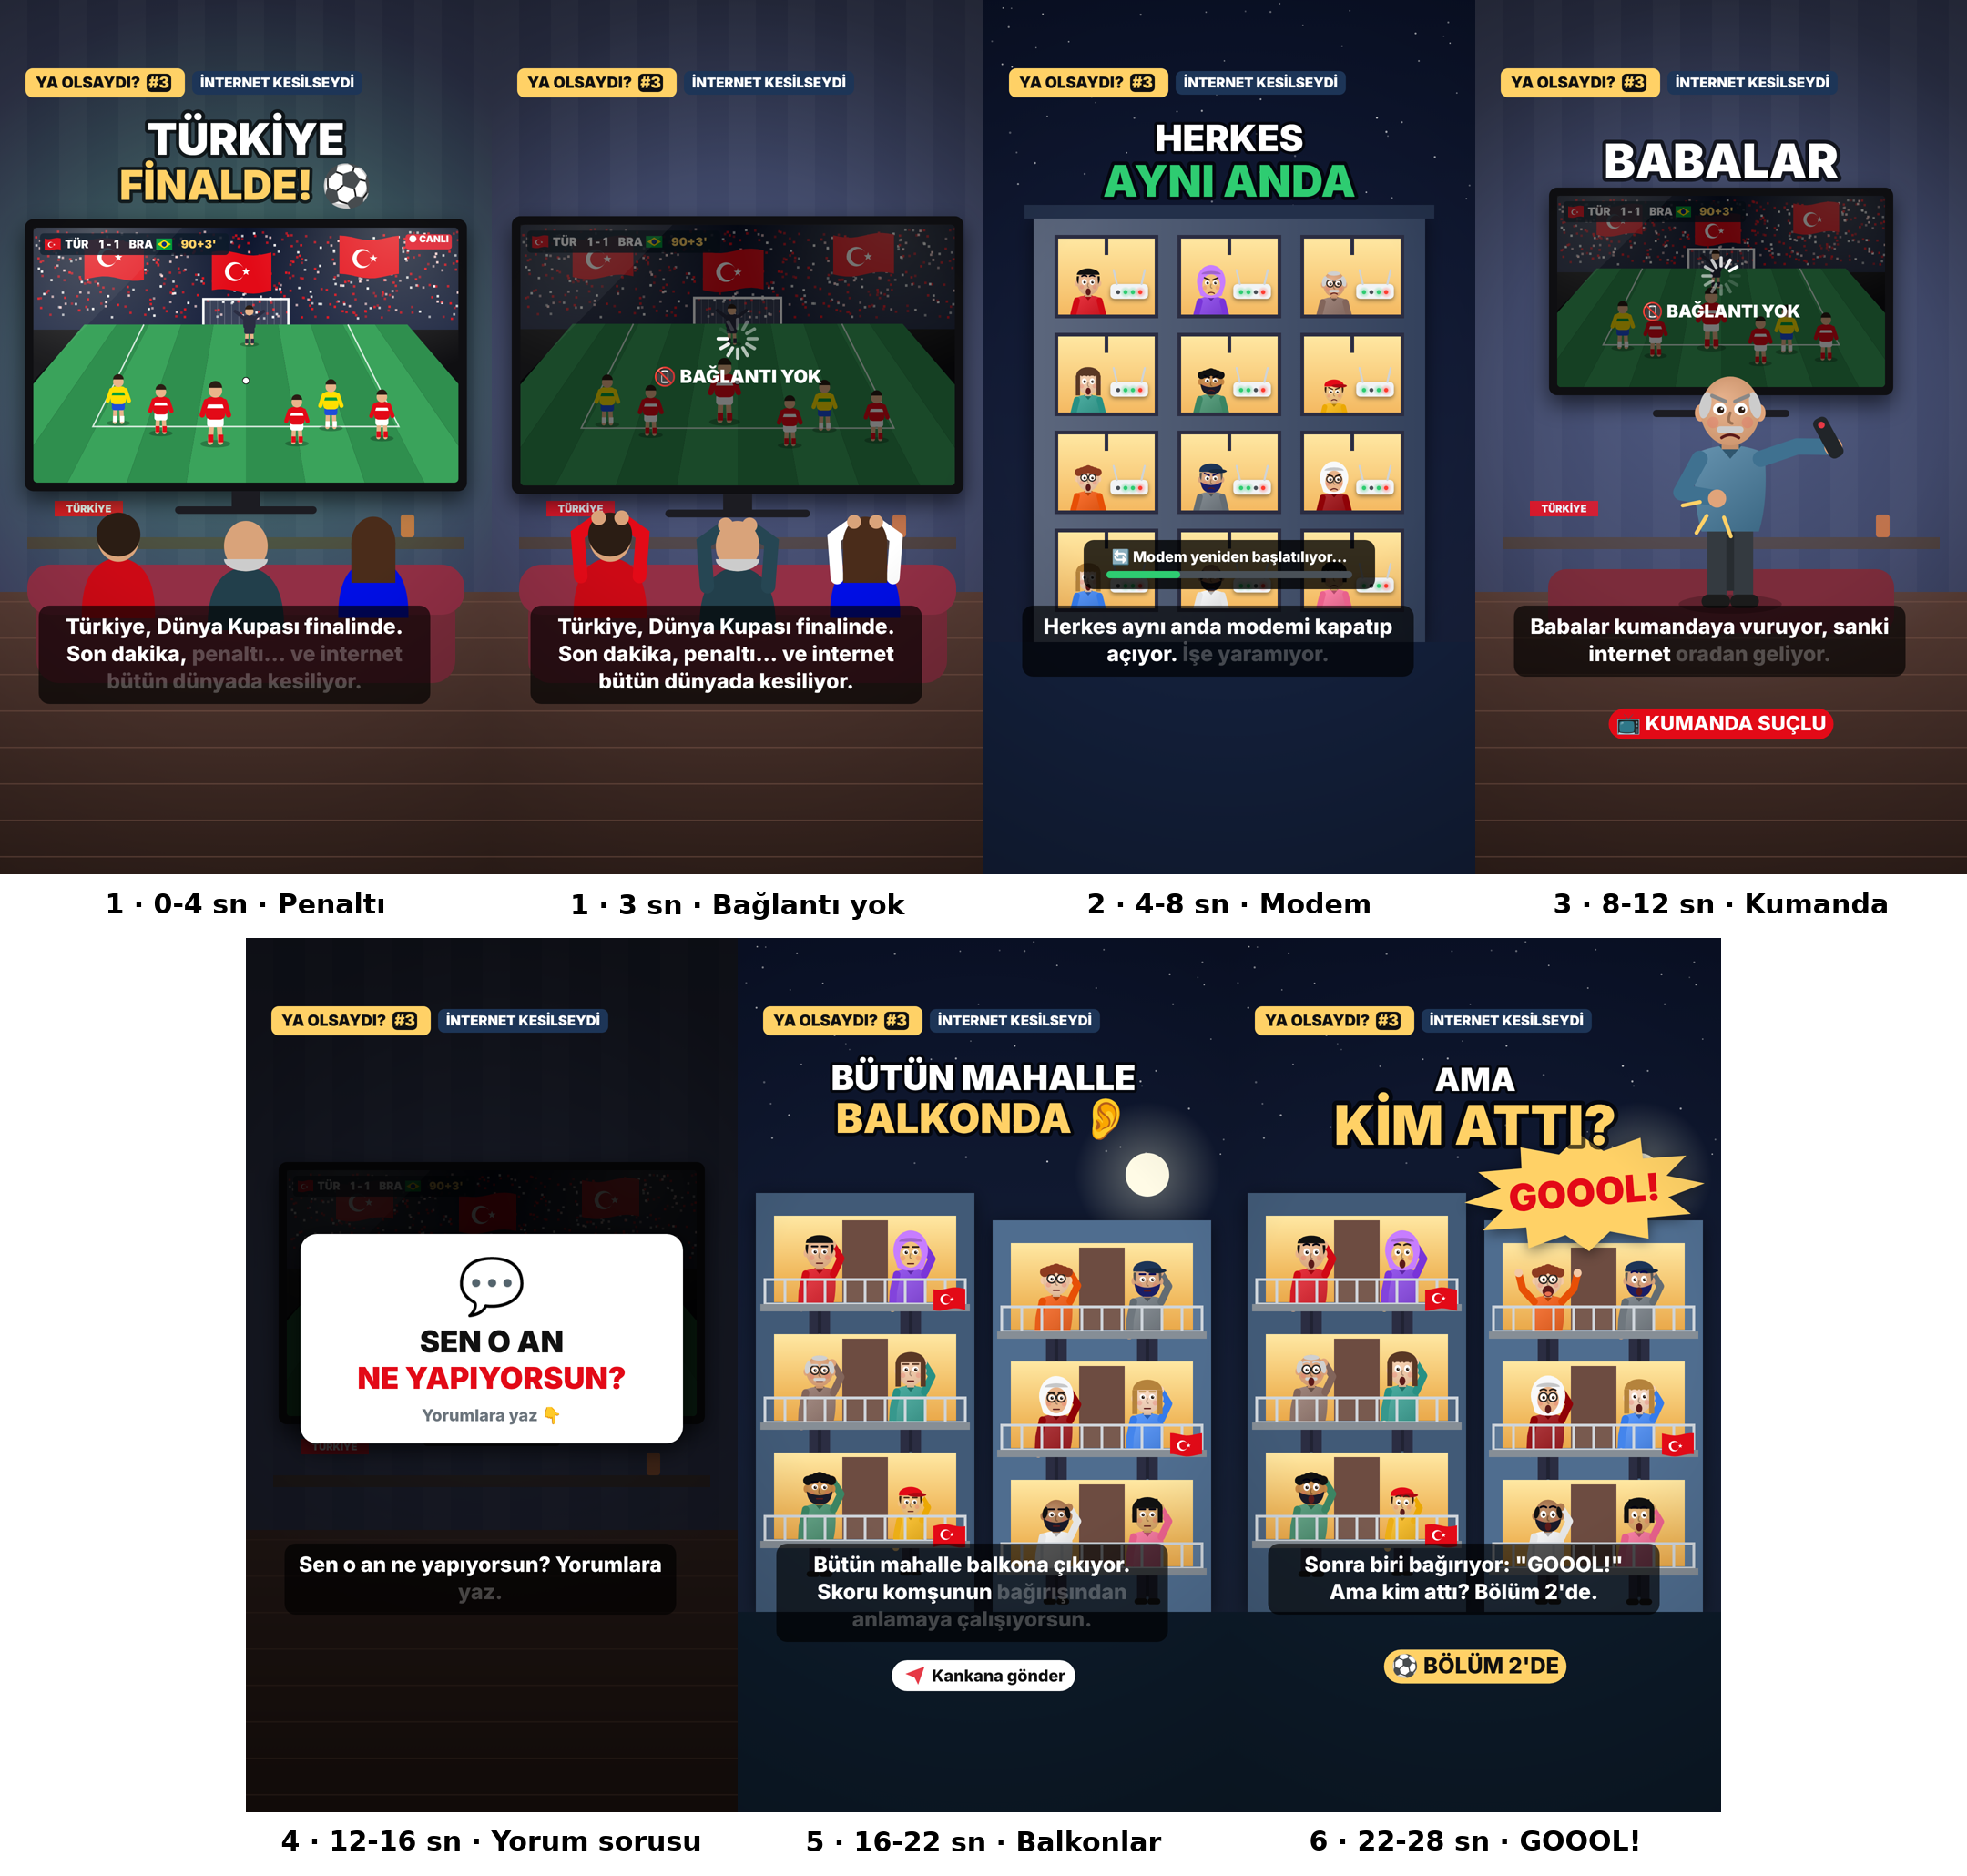 YA OLSAYDI? #3 İNTERNET KESİLSEYDİ
TÜRKİYE
FİNALDE! ⚽
TÜR 1-1 BRA 90+3'
CANLI
TÜRKİYE
Türkiye, Dünya Kupası finalinde.
Son dakika, penaltı... ve internet
bütün dünyada kesiliyor.
1 · 0-4 sn · Penaltı
YA OLSAYDI? #3 İNTERNET KESİLSEYDİ
TÜR 1-1 BRA 90+3'
BAĞLANTI YOK
TÜRKİYE
Türkiye, Dünya Kupası finalinde.
Son dakika, penaltı... ve internet
bütün dünyada kesiliyor.
1 · 3 sn · Bağlantı yok
YA OLSAYDI? #3 İNTERNET KESİLSEYDİ
HERKES
AYNI ANDA
🔄 Modem yeniden başlatılıyor...
Herkes aynı anda modemi kapatıp
açıyor. İşe yaramıyor.
2 · 4-8 sn · Modem
YA OLSAYDI? #3 İNTERNET KESİLSEYDİ
BABALAR
TÜR 1-1 BRA 90+3'
BAĞLANTI YOK
TÜRKİYE
Babalar kumandaya vuruyor, sanki
internet oradan geliyor.
📺 KUMANDA SUÇLU
3 · 8-12 sn · Kumanda
YA OLSAYDI? #3 İNTERNET KESİLSEYDİ
TÜR 1-1 BRA 90+3'
SEN O AN
NE YAPIYORSUN?
Yorumlara yaz 👇
TÜRKİYE
Sen o an ne yapıyorsun? Yorumlara
yaz.
4 · 12-16 sn · Yorum sorusu
YA OLSAYDI? #3 İNTERNET KESİLSEYDİ
BÜTÜN MAHALLE
BALKONDA 👂
Bütün mahalle balkona çıkıyor.
Skoru komşunun bağırışından
anlamaya çalışıyorsun.
Kankana gönder
5 · 16-22 sn · Balkonlar
YA OLSAYDI? #3 İNTERNET KESİLSEYDİ
AMA
KİM ATTI?
GOOOL!
Sonra biri bağırıyor: "GOOOL!"
Ama kim attı? Bölüm 2'de.
⚽ BÖLÜM 2'DE
6 · 22-28 sn · GOOOL!